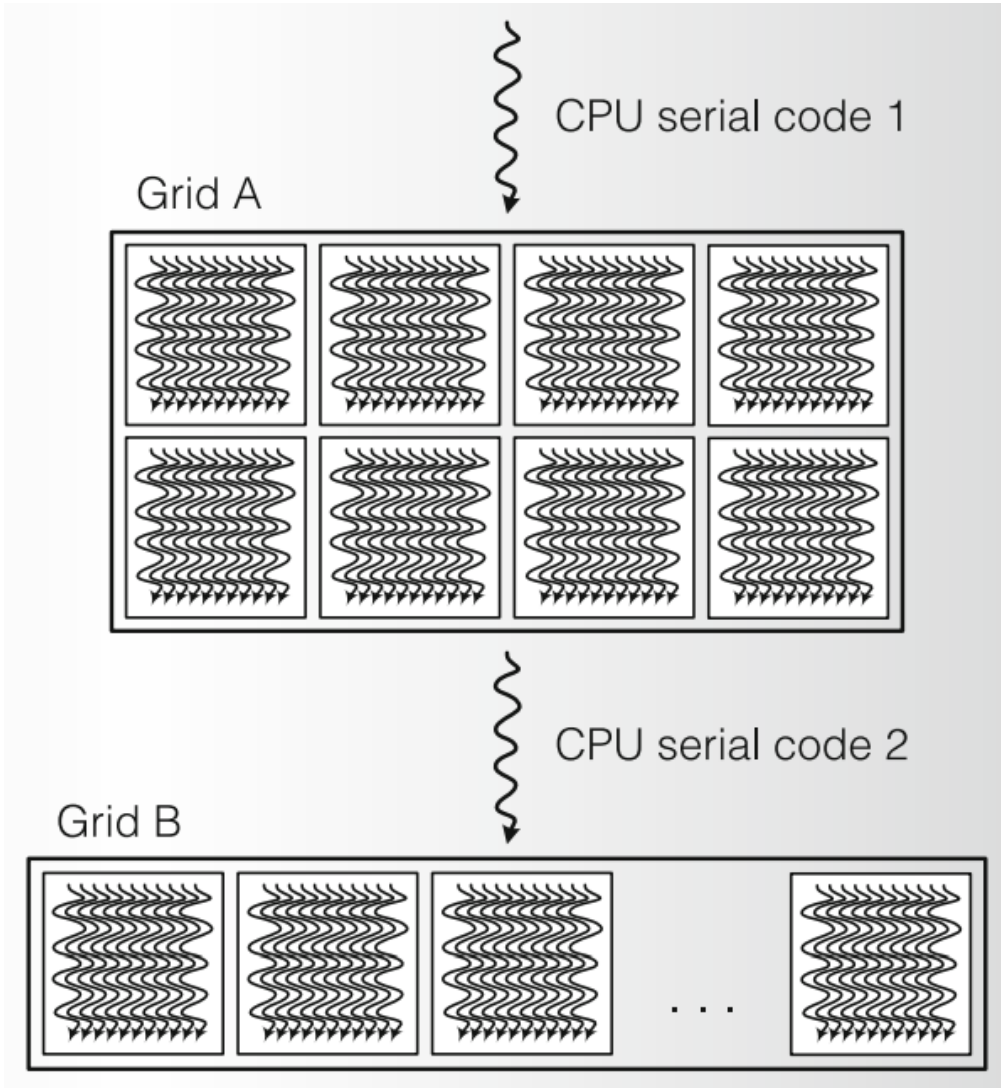 CPU serial code 1
Grid A
CPU serial code 2
Grid B
. . .